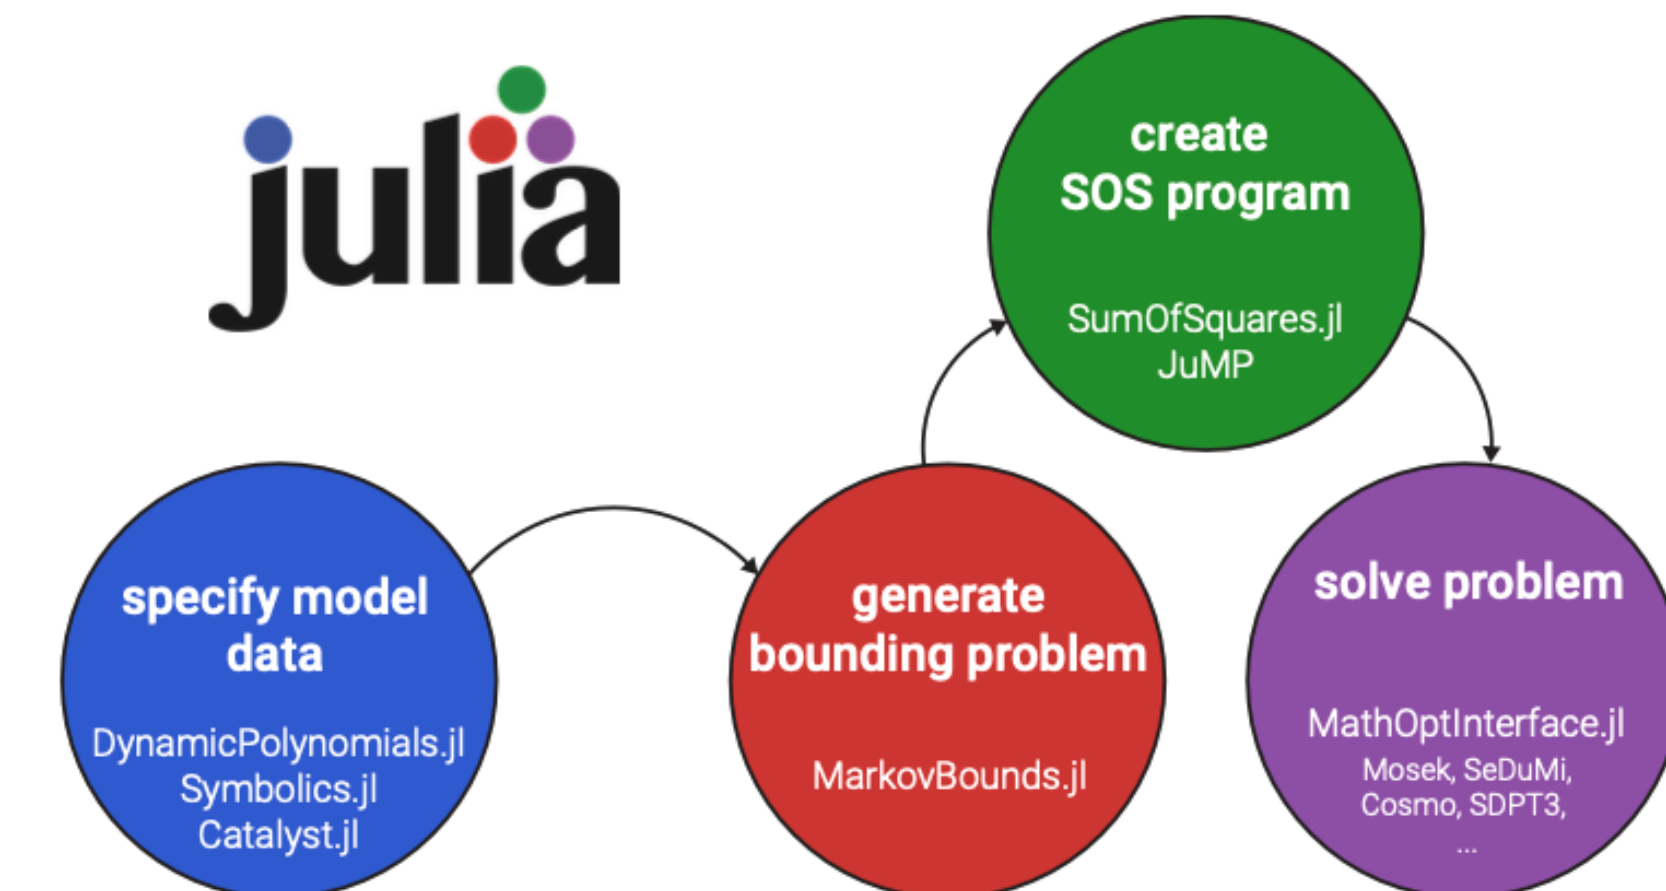 julia
create
SOS program
SumOfSquares.jl
JuMP
specify model
data
DynamicPolynomials.jl
Symbolics.jl
Catalyst.jl
generate
bounding problem
MarkovBounds.jl
solve problem
MathOptInterface.jl
Mosek, SeDuMi,
Cosmo, SDPT3,
...